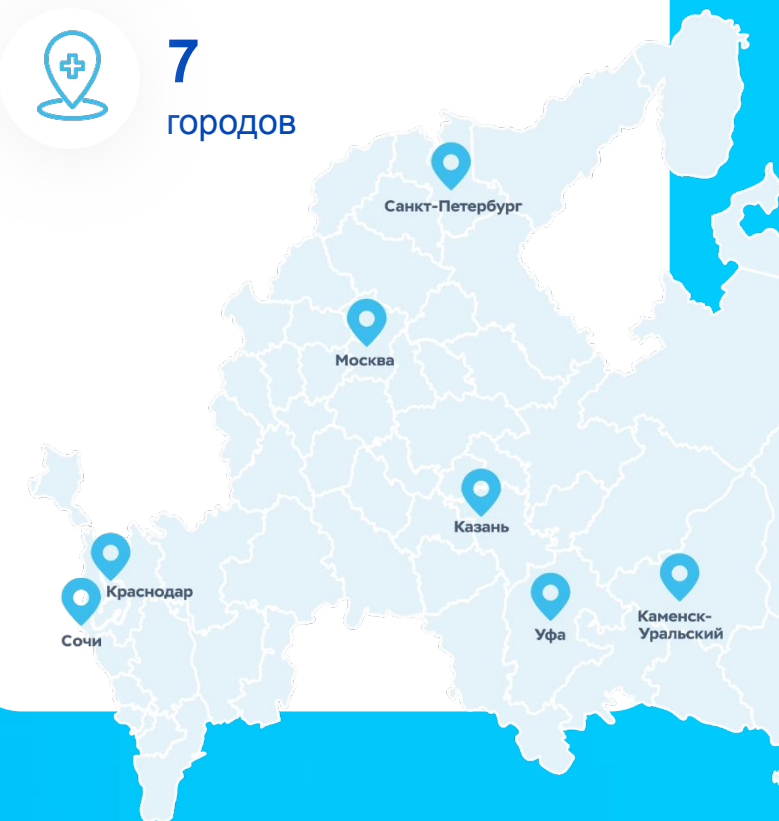 7
городов
Санкт-Петербург
Москва
Казань
Краснодар
Сочи
Уфа
Каменск-
Уральский